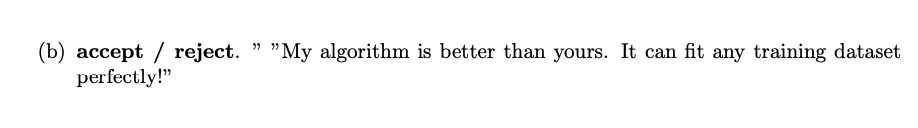 (b) accept / reject. ” ”My algorithm is better than yours. It can fit any training dataset
perfectly!”